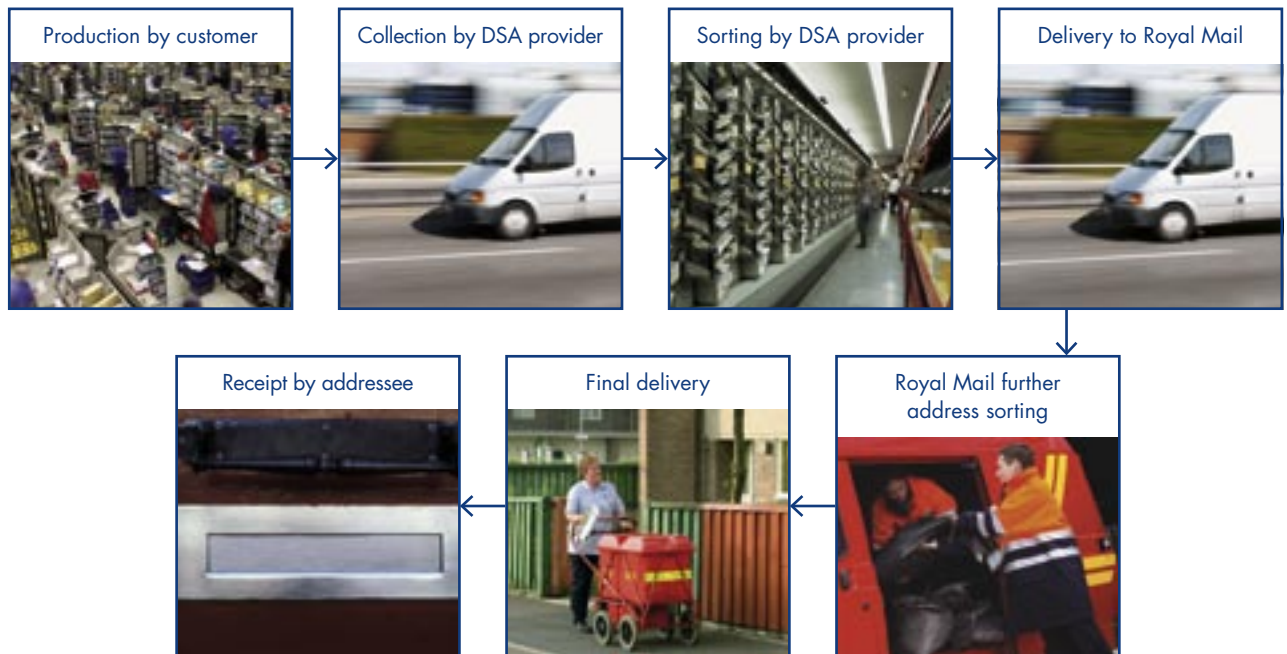 Production by customer
Collection by DSA provider
Sorting by DSA provider
Delivery to Royal Mail
Royal Mail further
address sorting
Final delivery
Receipt by addressee